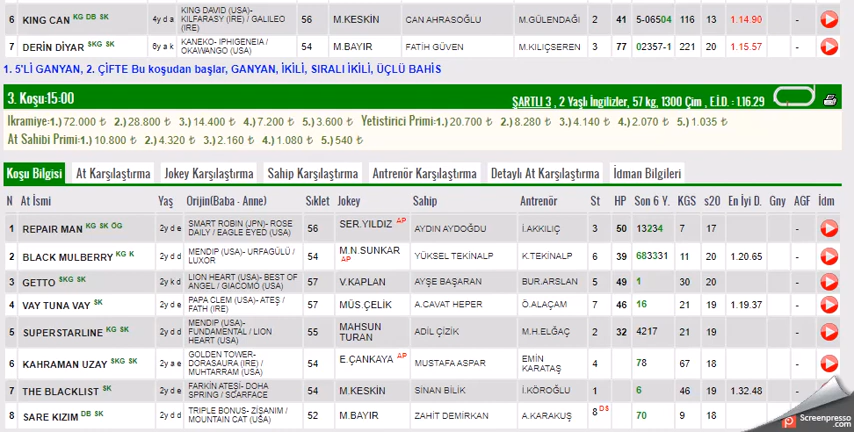 6 KING CAN KG DB SK 4y d a KING DAVID (USA)- KILFARASY (IRE) / GALILEO (IRE) 56 M.KESKİN CAN AHRASOĞLU M.GÜLENDAĞI 2 41 5-06504 116 13 1.14.90 -
7 DERİN DİYAR SKG SK 6y a k KANEKO- IPHIGENEIA / OKAWANGO (USA) 54 M.BAYIR FATİH GÜVEN M.KILIÇSEREN 3 77 02357-1 221 20 1.15.57 -
1. 5'Lİ GANYAN, 2. ÇİFTE Bu koşudan başlar, GANYAN, İKİLİ, SIRALI İKİLİ, ÜÇLÜ BAHİS
3. Koşu:15:00 ŞARTLI 3 , 2 Yaşlı İngilizler, 57 kg, 1300 Çim , E.İ.D. : 1.16.29
Ikramiye:1.) 72.000 ₺ 2.) 28.800 ₺ 3.) 14.400 ₺ 4.) 7.200 ₺ 5.) 3.600 ₺ Yetistirici Primi:1.) 20.700 ₺ 2.) 8.280 ₺ 3.) 4.140 ₺ 4.) 2.070 ₺ 5.) 1.035 ₺
At Sahibi Primi:1.) 10.800 ₺ 2.) 4.320 ₺ 3.) 2.160 ₺ 4.) 1.080 ₺ 5.) 540 ₺
Koşu Bilgisi At Karşılaştırma Jokey Karşılaştırma Sahip Karşılaştırma Antrenör Karşılaştırma Detaylı At Karşılaştırma İdman Bilgileri
N At İsmi Yaş Orijin(Baba - Anne) Sıklet Jokey Sahip Antrenör St HP Son 6 Y. KGS s20 En İyi D. Gny AGF İdm
1 REPAIR MAN KG SK ÖG 2y d e SMART ROBIN (JPN)- ROSE DAILY / EAGLE EYED (USA) 56 SER.YILDIZ AP AYDIN AYDOĞDU İ.AKKILIÇ 3 50 13234 7 17 -
2 BLACK MULBERRY KG K 2y d d MENDIP (USA)- URFAGÜLÜ / LUXOR 54 M.N.SUNKAR AP YÜKSEL TEKİNALP K.TEKİNALP 6 39 683331 11 20 1.20.65 -
3 GETTO SKG SK 2y k d LION HEART (USA)- BEST OF ANGEL / GIACOMO (USA) 57 V.KAPLAN AYŞE BAŞARAN BUR.ARSLAN 5 49 1 30 20 -
4 VAY TUNA VAY SK 2y d e PAPA CLEM (USA)- ATEŞ / FATH (IRE) 57 MÜS.ÇELİK A.CAVAT HEPER Ö.ALAÇAM 7 46 16 21 19 1.19.37 -
5 SUPERSTARLINE KG SK 2y d d MENDIP (USA)- FUNDAMENTAL / LION HEART (USA) 55 MAHSUN TURAN ADİL ÇİZİK M.H.ELĞAÇ 2 32 4217 21 19 -
6 KAHRAMAN UZAY SKG SK 2y a e GOLDEN TOWER- DORASAURA (IRE) / MUHTARRAM (USA) 54 E.ÇANKAYA AP MUSTAFA ASPAR EMİN KARATAŞ 4 78 67 18 -
7 THE BLACKLIST SK 2y d e FARKIN ATEŞİ- DOHA SPRING / SCARFACE 54 M.KESKİN SİNAN BİLİK İ.KÖROĞLU 1 6 46 19 1.32.48 -
8 SARE KIZIM DB SK 2y d d TRIPLE BONUS- ZİSANIM / MOUNTAIN CAT (USA) 52 M.BAYIR ZAHİT DEMİRKAN A.KARAKUŞ 8 DS 70 9 18 -
Screenpresso
.com